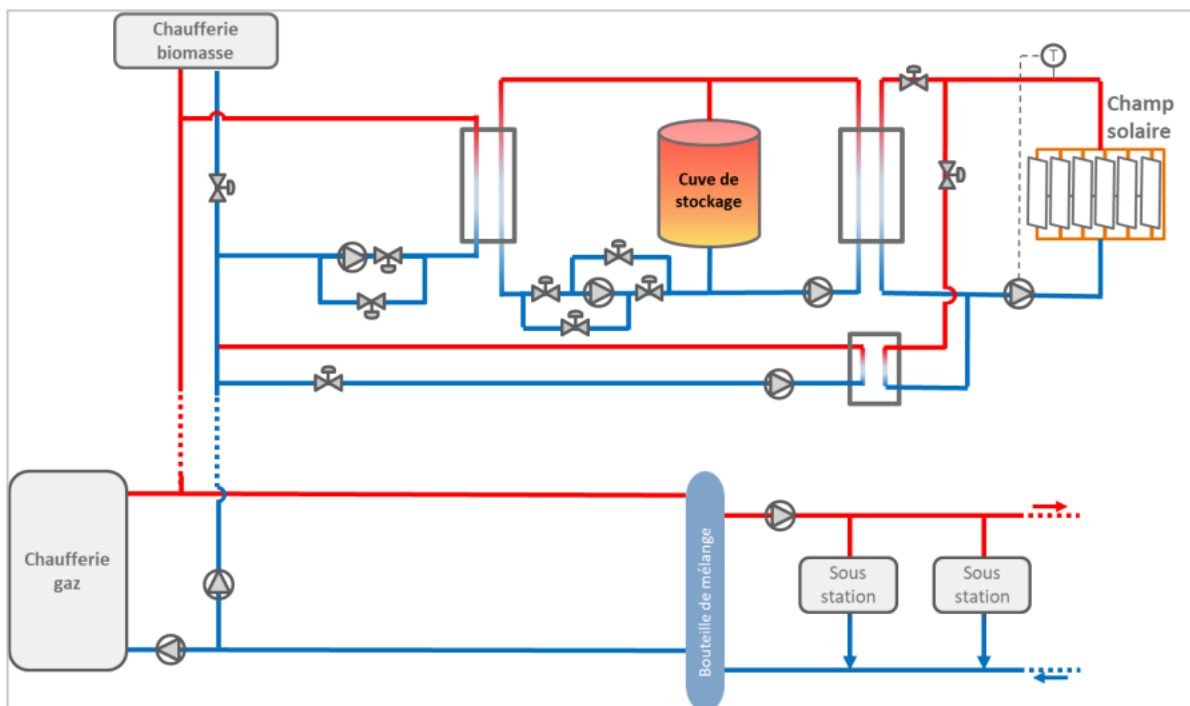 Chaufferie
biomasse
T
Champ
solaire
Cuve de
stockage
Chaufferie
gaz
Bouteille de mélange
Sous
station
Sous
station